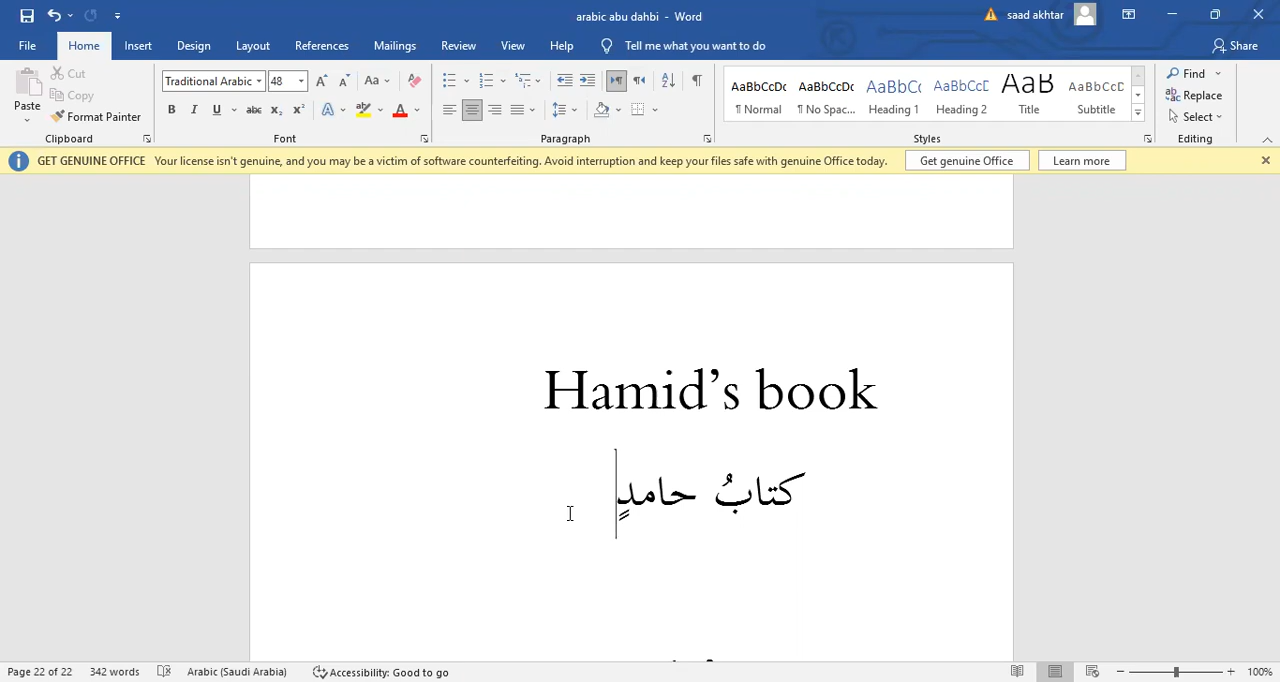 arabic abu dahbi - Word
saad akhtar
File Home Insert Design Layout References Mailings Review View Help Tell me what you want to do Share
Paste
Cut
Copy
Format Painter
Clipboard
Traditional Arabic 48 Aa
B I U abc x₂ x² A A
Font
Paragraph
AaBbCcDc AaBbCcDc AaBbCc AaBbCcD AaB AaBbCcD
¶ Normal ¶ No Spac... Heading 1 Heading 2 Title Subtitle
Styles
Find
Replace
Select
Editing
GET GENUINE OFFICE Your license isn't genuine, and you may be a victim of software counterfeiting. Avoid interruption and keep your files safe with genuine Office today. Get genuine Office Learn more
Hamid’s book
كتابُ حامدٍ
Page 22 of 22 342 words Arabic (Saudi Arabia) Accessibility: Good to go 100%